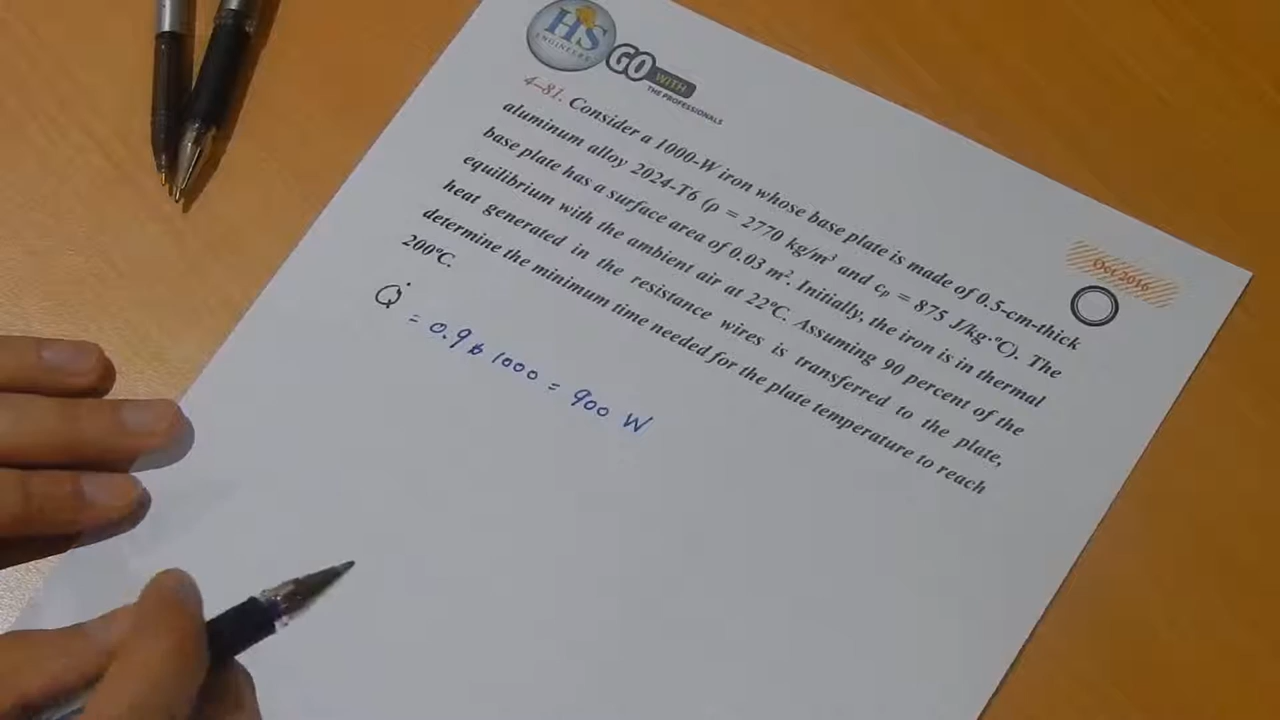 HS
ENGINEERS
GO WITH
THE PROFESSIONALS
4–81. Consider a 1000-W iron whose base plate is made of 0.5-cm-thick
aluminum alloy 2024-T6 (ρ = 2770 kg/m³ and cₚ = 875 J/kg·°C). The
base plate has a surface area of 0.03 m². Initially, the iron is in thermal
equilibrium with the ambient air at 22°C. Assuming 90 percent of the
heat generated in the resistance wires is transferred to the plate,
determine the minimum time needed for the plate temperature to reach
200°C.
Oct 2016
Q̇ = 0.9 * 1000 = 900 W